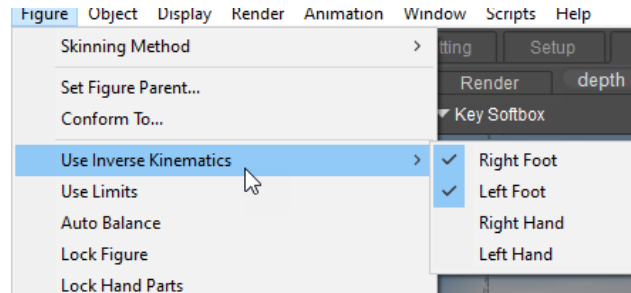 Figure Object Display Render Animation Window Scripts Help
Skinning Method
tting Setup
Set Figure Parent...
Render depth
Conform To...
Key Softbox
Use Inverse Kinematics
Right Foot
Use Limits
Left Foot
Auto Balance
Right Hand
Lock Figure
Left Hand
Lock Hand Parts